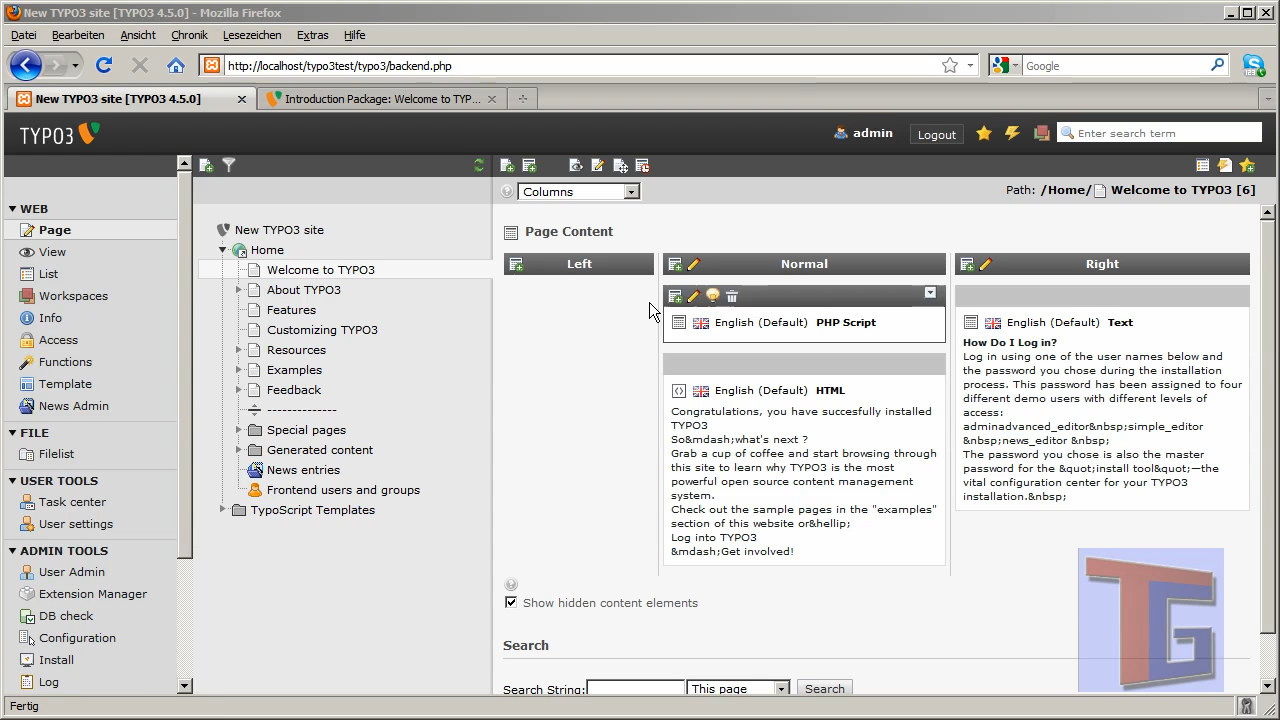 New TYPO3 site [TYPO3 4.5.0] - Mozilla Firefox
Datei Bearbeiten Ansicht Chronik Lesezeichen Extras Hilfe
http://localhost/typo3test/typo3/backend.php
Google
New TYPO3 site [TYPO3 4.5.0]
Introduction Package: Welcome to TYP...
TYPO3
admin
Logout
Enter search term
Columns
Path: /Home/ Welcome to TYPO3 [6]
WEB
Page
View
List
Workspaces
Info
Access
Functions
Template
News Admin
FILE
Filelist
USER TOOLS
Task center
User settings
ADMIN TOOLS
User Admin
Extension Manager
DB check
Configuration
Install
Log
New TYPO3 site
Home
Welcome to TYPO3
About TYPO3
Features
Customizing TYPO3
Resources
Examples
Feedback
--------------
Special pages
Generated content
News entries
Frontend users and groups
TypoScript Templates
Page Content
Left
Normal
English (Default) PHP Script
English (Default) HTML
Congratulations, you have succesfully installed
TYPO3
So&mdash;what's next ?
Grab a cup of coffee and start browsing through
this site to learn why TYPO3 is the most
powerful open source content management
system.
Check out the sample pages in the "examples"
section of this website or&hellip;
Log into TYPO3
&mdash;Get involved!
Right
English (Default) Text
How Do I Log in?
Log in using one of the user names below and
the password you chose during the installation
process. This password has been assigned to four
different demo users with different levels of
access:
adminadvanced_editor&nbsp;simple_editor
&nbsp;news_editor &nbsp;
The password you chose is also the master
password for the &quot;install tool&quot;—the
vital configuration center for your TYPO3
installation.&nbsp;
Show hidden content elements
Search
Search String:
This page
Search
TG
Fertig